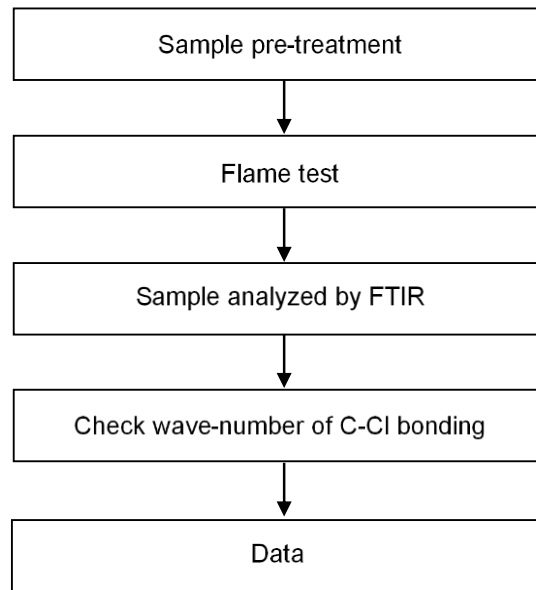 Sample pre-treatment
Flame test
Sample analyzed by FTIR
Check wave-number of C-Cl bonding
Data